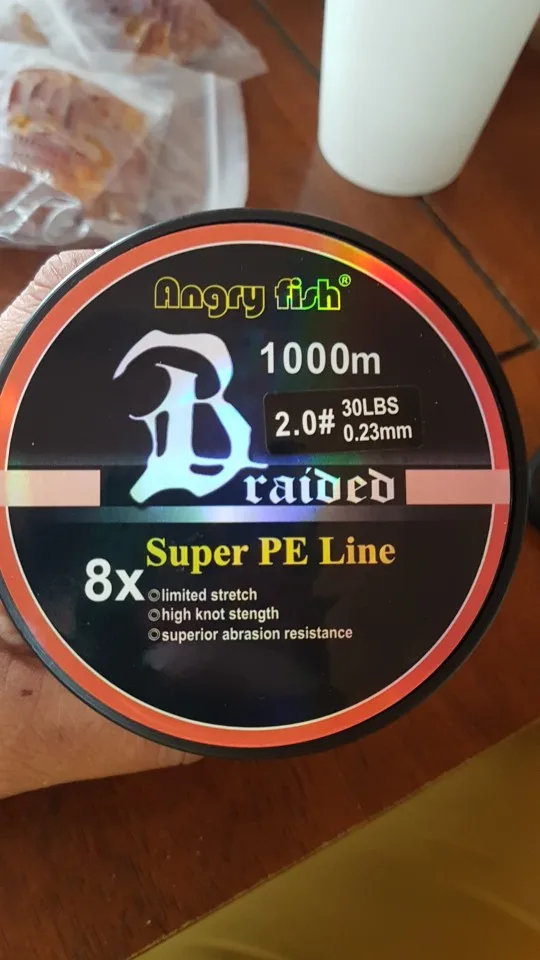 Angry fish®
1000m
2.0# 30LBS
0.23mm
Braided
Super PE Line
8x
◎limited stretch
◎high knot stength
◎superior abrasion resistance